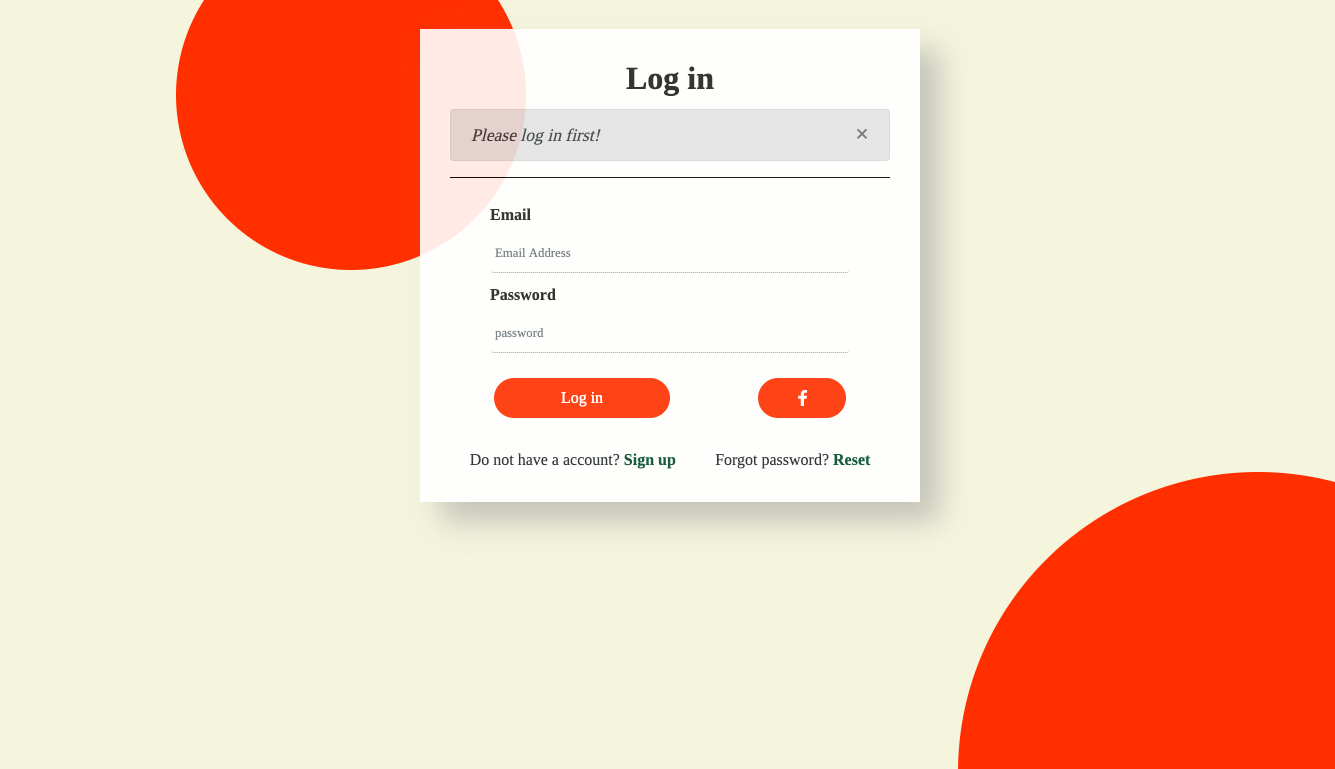 Log in
Please log in first!
Email
Email Address
Password
password
Log in
Do not have a account? Sign up Forgot password? Reset